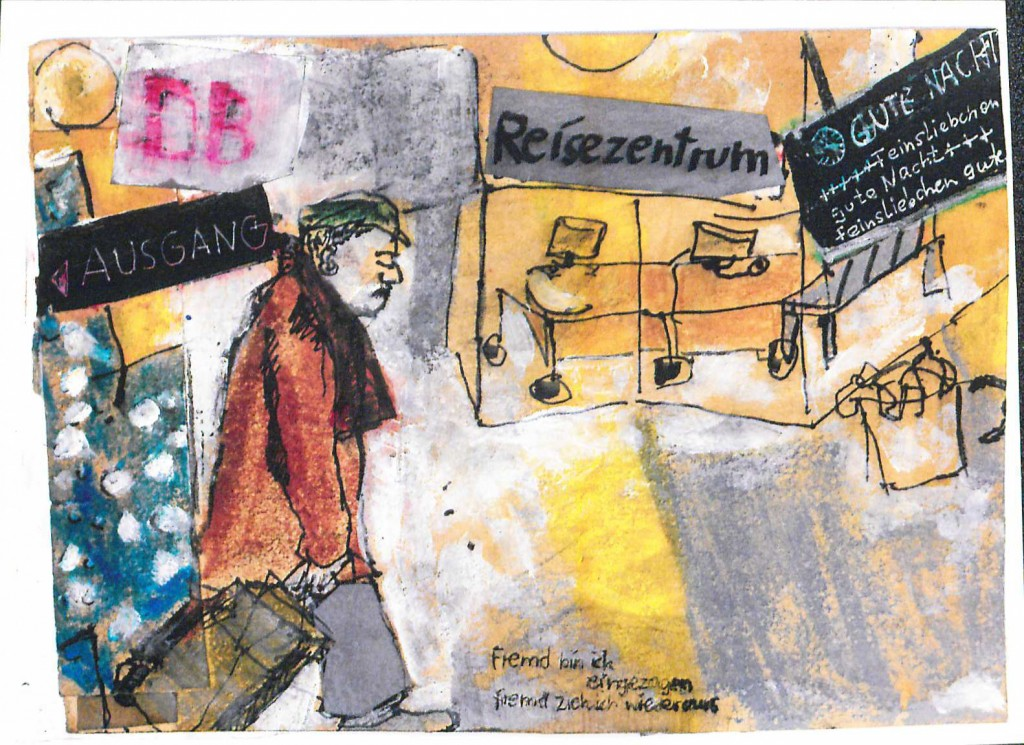 DB
Reisezentrum
GUTE NACHT
+++++Feinsliebchen
gute Nacht++++
feinsliebchen gute
AUSGANG
Fremd bin ich
eingezogen
fremd zieh ich wieder aus